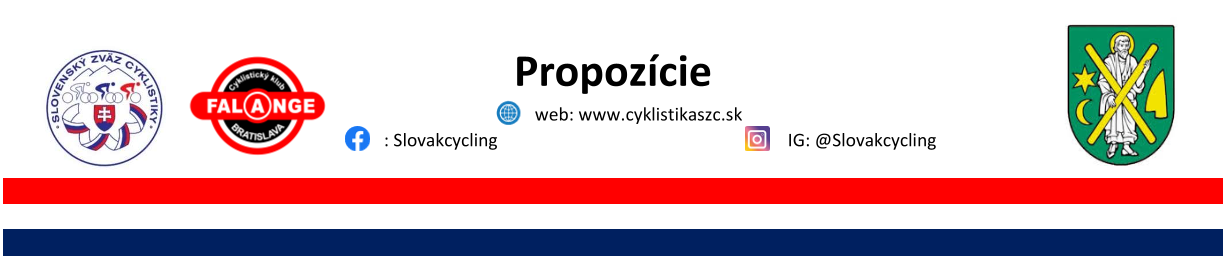 SLOVENSKÝ ZVÄZ CYKLISTIKY
Cyklistický klub
FALANGE
BRATISLAVA
Propozície
web: www.cyklistikaszc.sk
: Slovakcycling
IG: @Slovakcycling